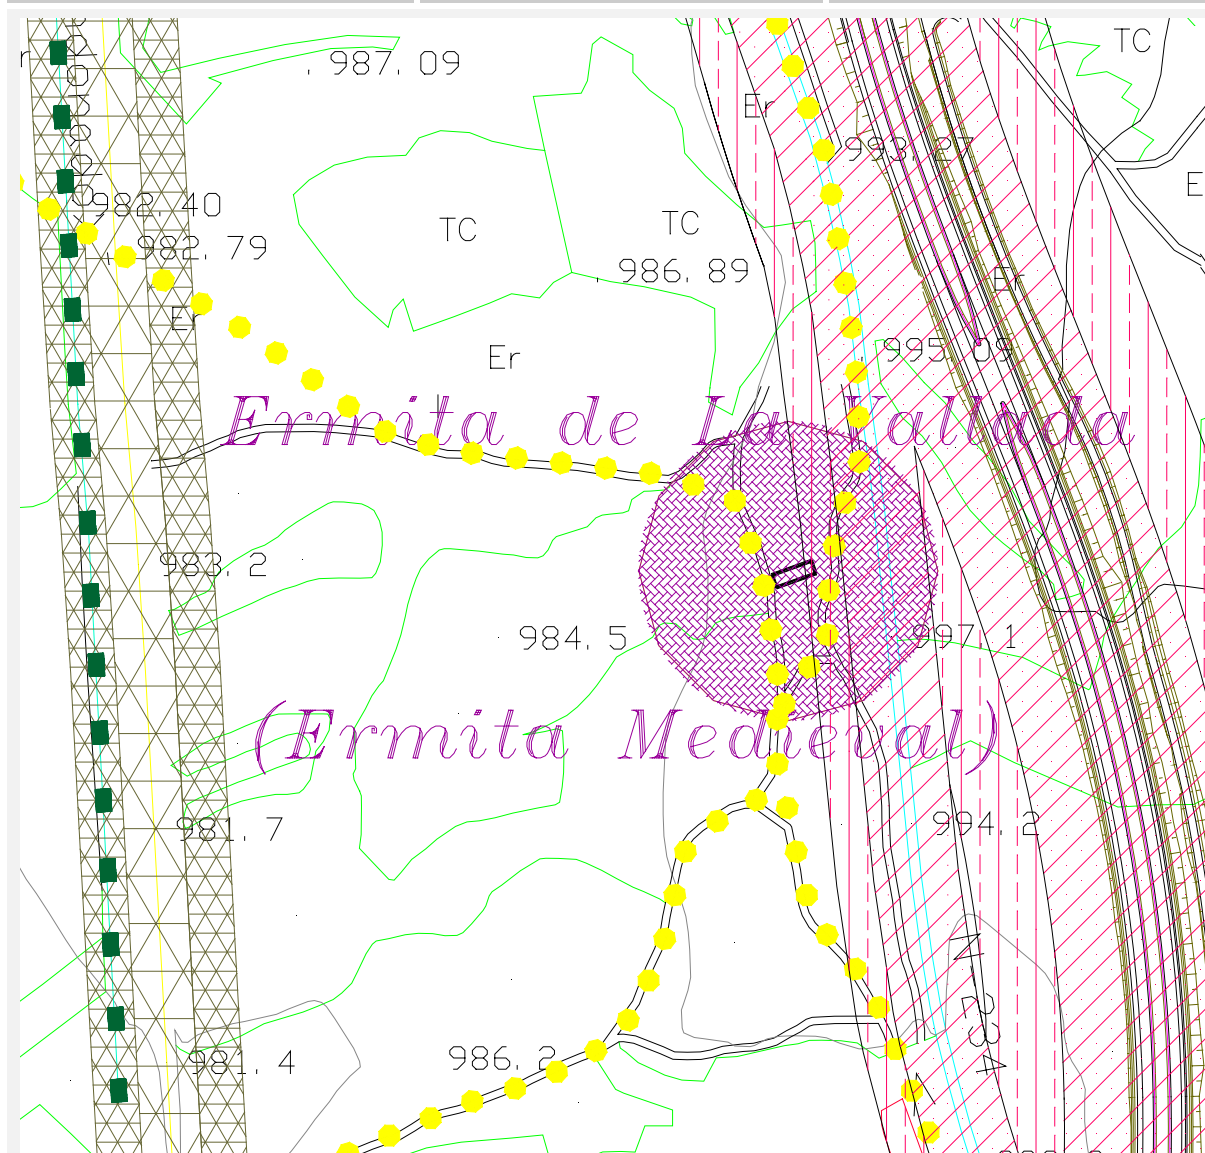 TC
. 987. 09
Er
993. 27
982. 40
982. 79
TC
TC
. 986. 89
Er
Er
995. 09
Er
Ermita de La Vallada
983. 2
984. 5
997. 1
(Ermita Medieval)
981. 7
994. 2
N-234
981. 4
986. 2